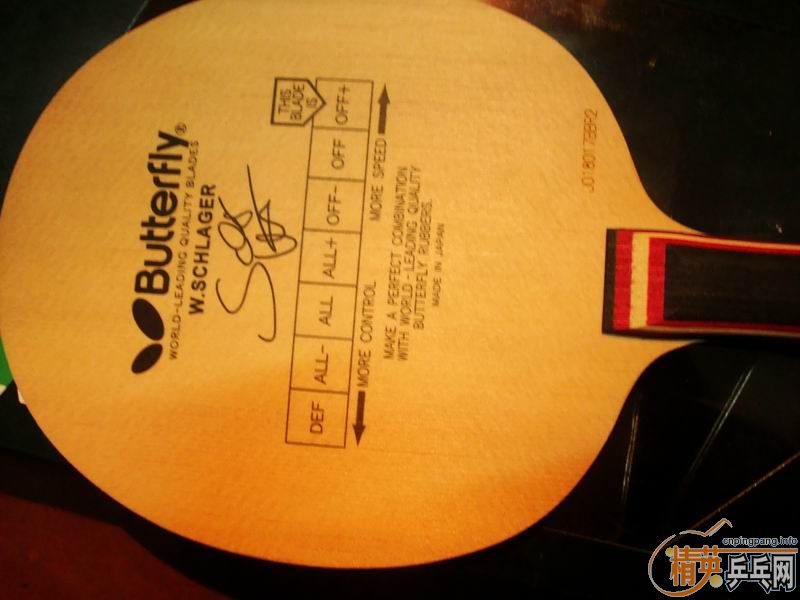 Butterfly®
WORLD-LEADING QUALITY BLADES
W.SCHLAGER
THIS
BLADE
IS
DEF ALL- ALL ALL+ OFF- OFF OFF+
MORE CONTROL MORE SPEED
MAKE A PERFECT COMBINATION
WITH WORLD-LEADING QUALITY
BUTTERFLY RUBBERS.
MADE IN JAPAN
cnpingpang.info
精英乒乓网